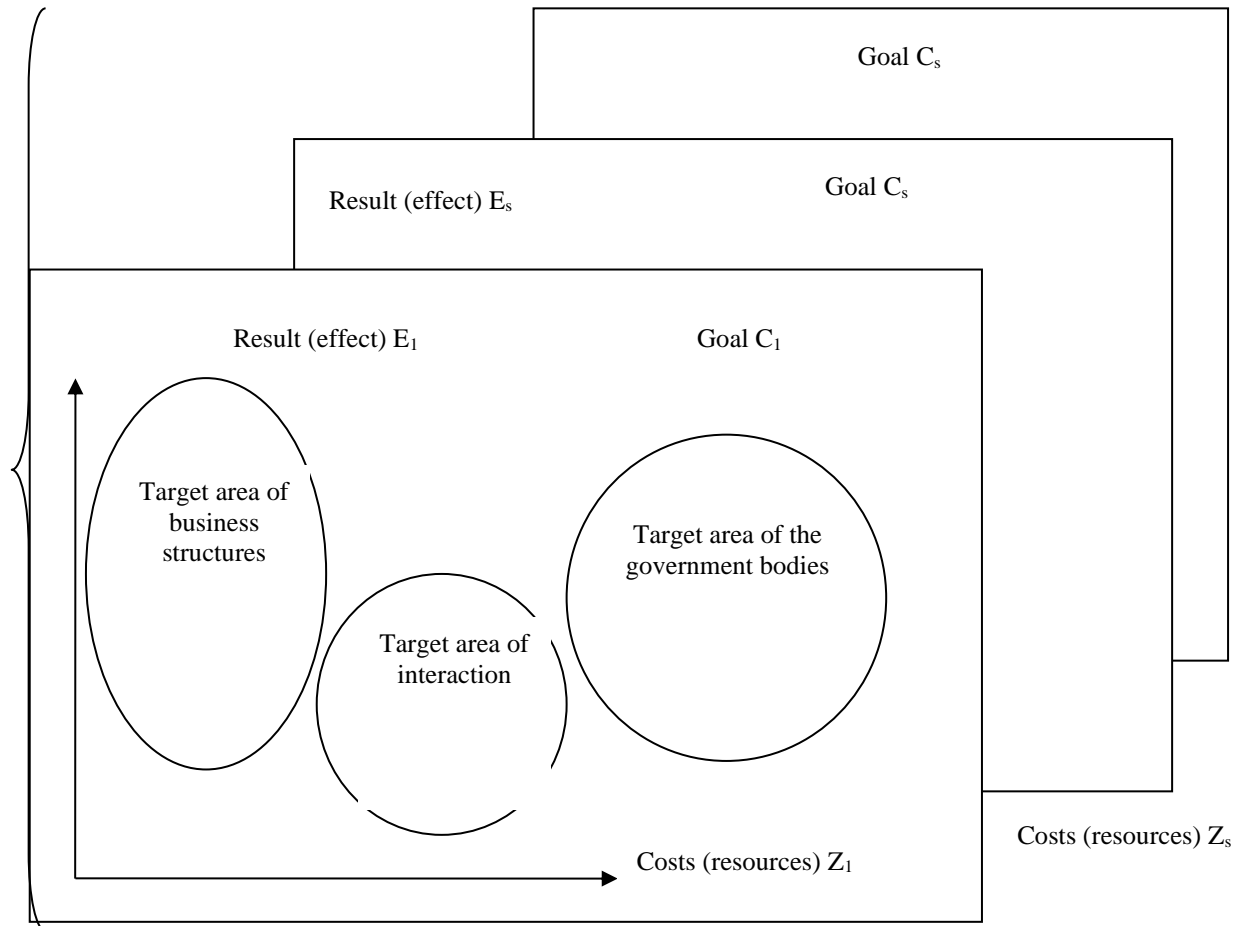 Goal Cₛ
Goal Cₛ
Result (effect) Eₛ
Result (effect) E₁
Goal C₁
Target area of
business
structures
Target area of the
government bodies
Target area of
interaction
Costs (resources) Z₁
Costs (resources) Zₛ